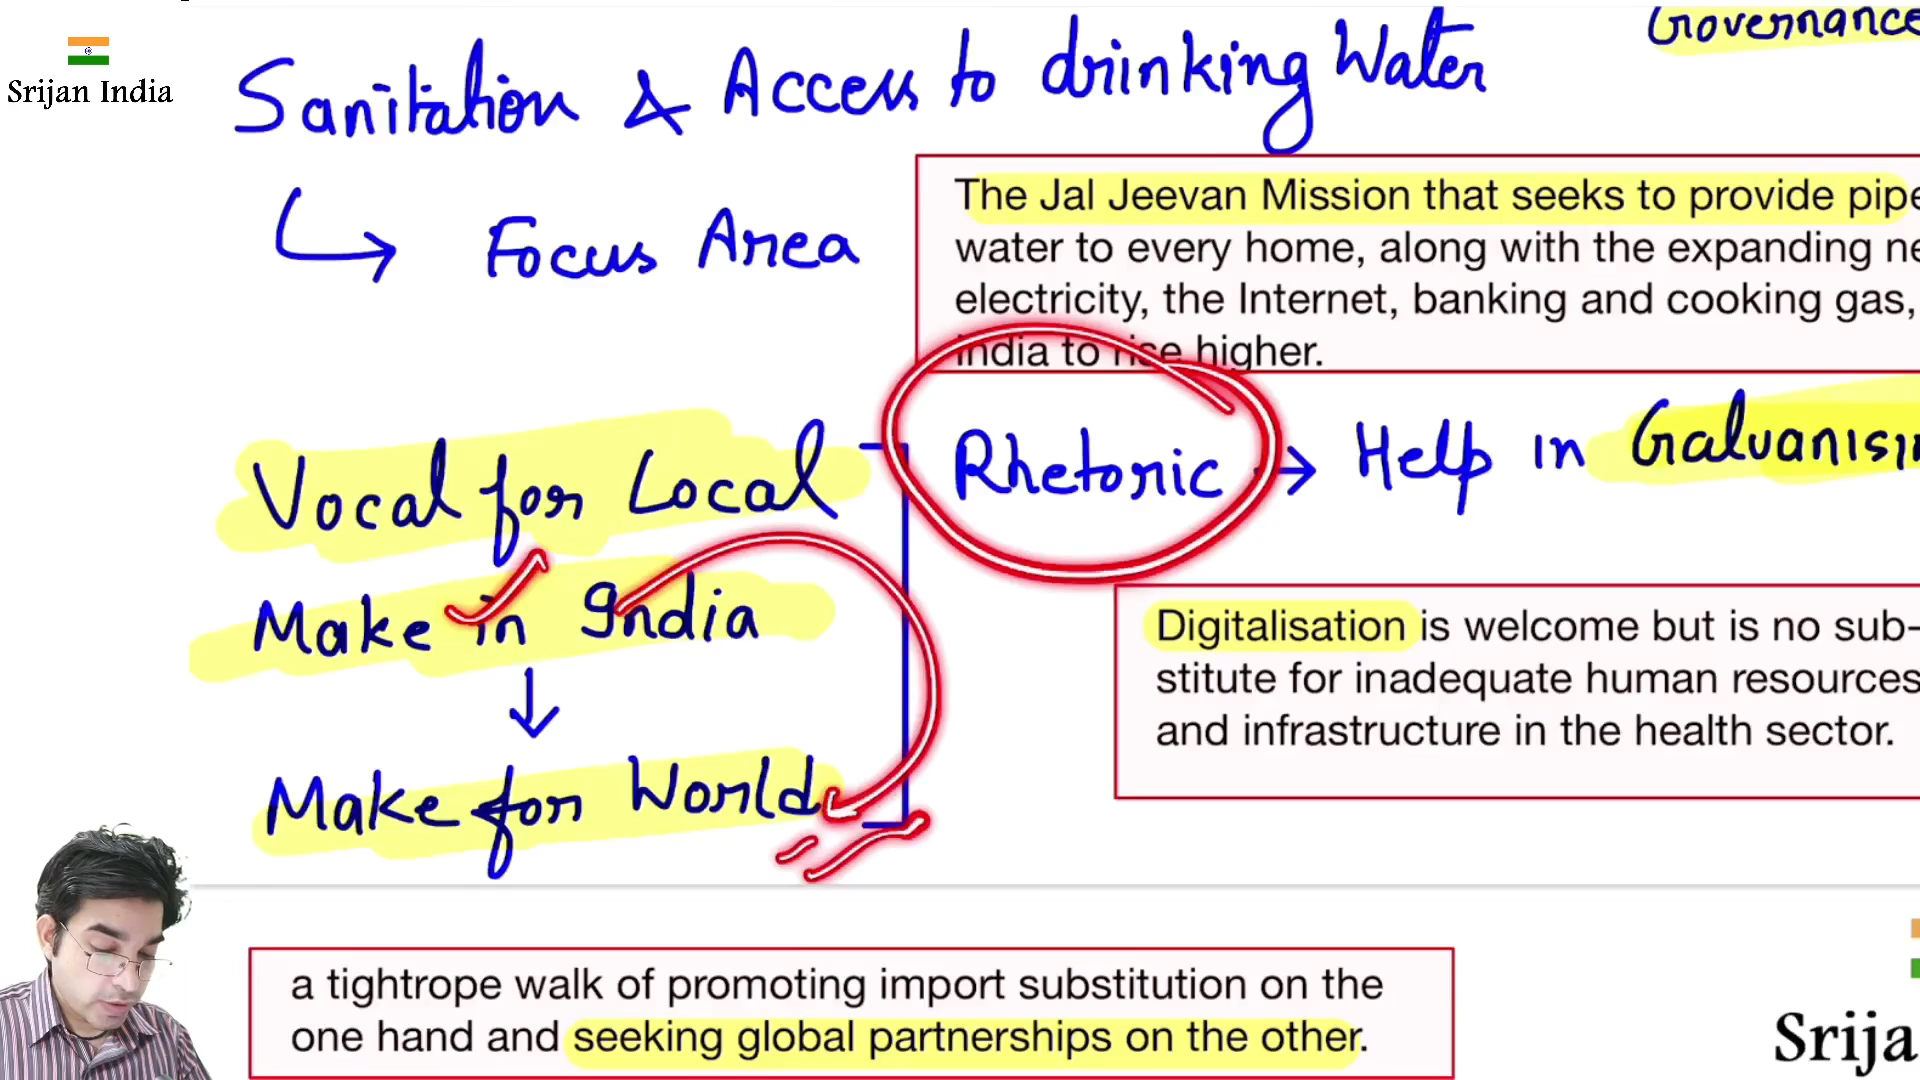 Governance
Srijan India
Sanitation & Access to drinking Water
The Jal Jeevan Mission that seeks to provide pipe
Focus Area
water to every home, along with the expanding ne
electricity, the Internet, banking and cooking gas,
India to rise higher.
Vocal for Local
Rhetoric → Help in Galvanisin
Make in India
Digitalisation is welcome but is no sub-
stitute for inadequate human resources
and infrastructure in the health sector.
↓
Make for World
a tightrope walk of promoting import substitution on the
one hand and seeking global partnerships on the other.
Srija